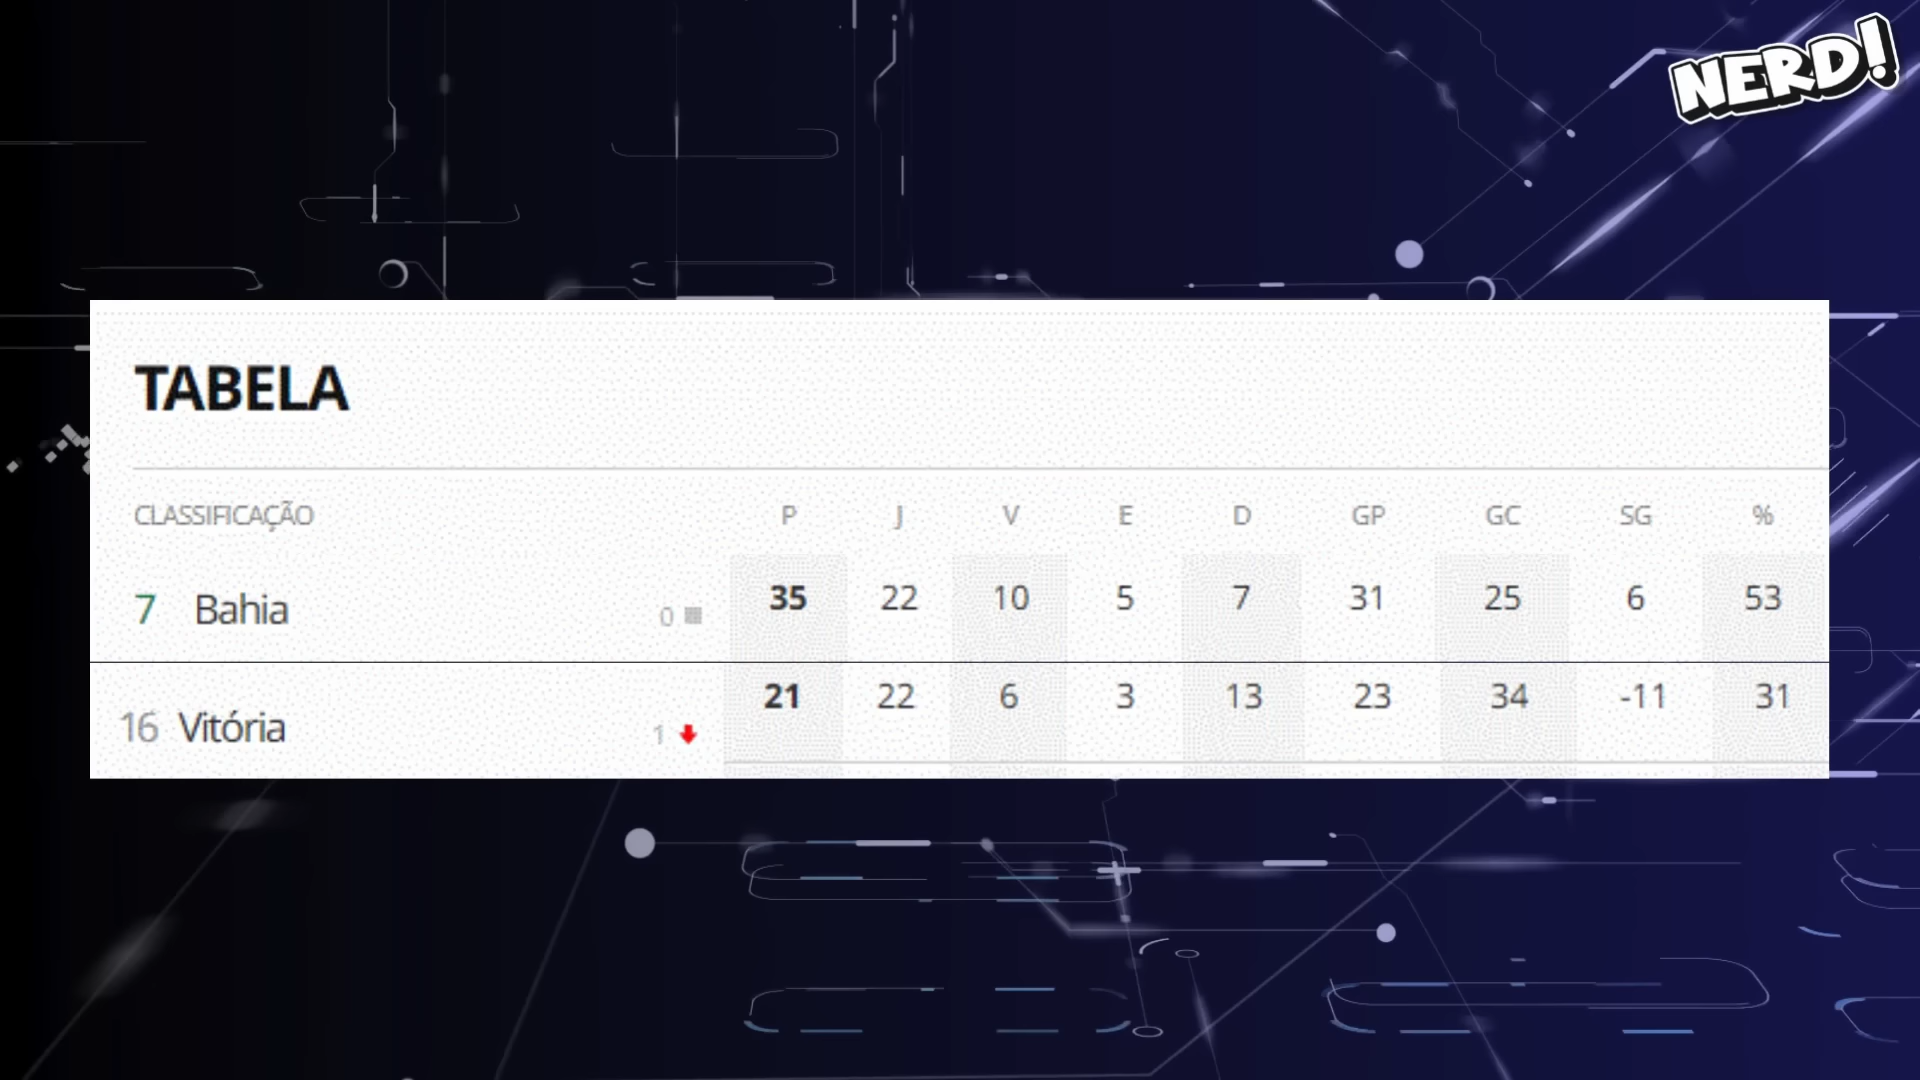 NERD!
TABELA
CLASSIFICAÇÃO P J V E D GP GC SG %
7 Bahia 0 35 22 10 5 7 31 25 6 53
16 Vitória 1 21 22 6 3 13 23 34 -11 31